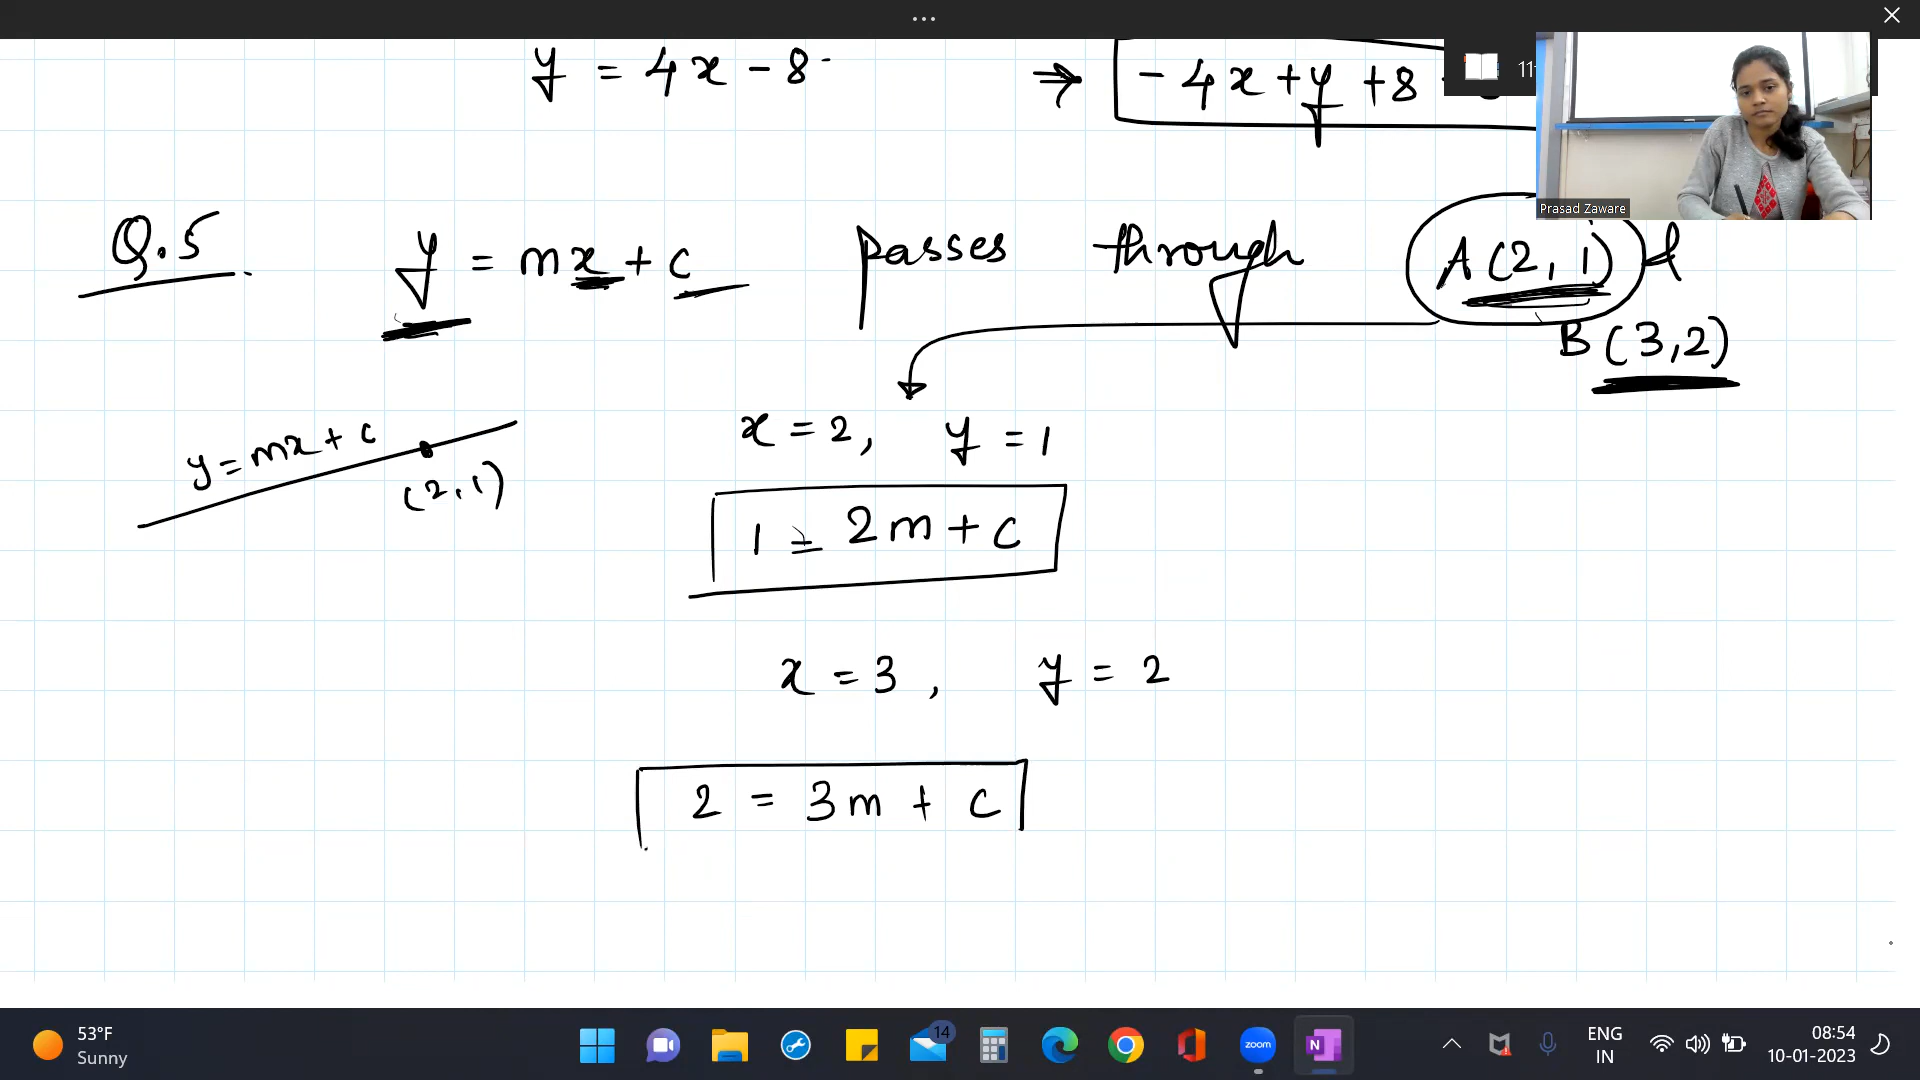 ...
y = 4x - 8
⇒ -4x + y + 8
11
Prasad Zaware
Q.5 y = mx + c passes through A(2, 1) &
B(3,2)
y = mx + c
(2, 1)
x = 2, y = 1
1 = 2m + c
x = 3, y = 2
2 = 3m + c
53°F
Sunny
14
zoom
N
ENG
IN
08:54
10-01-2023